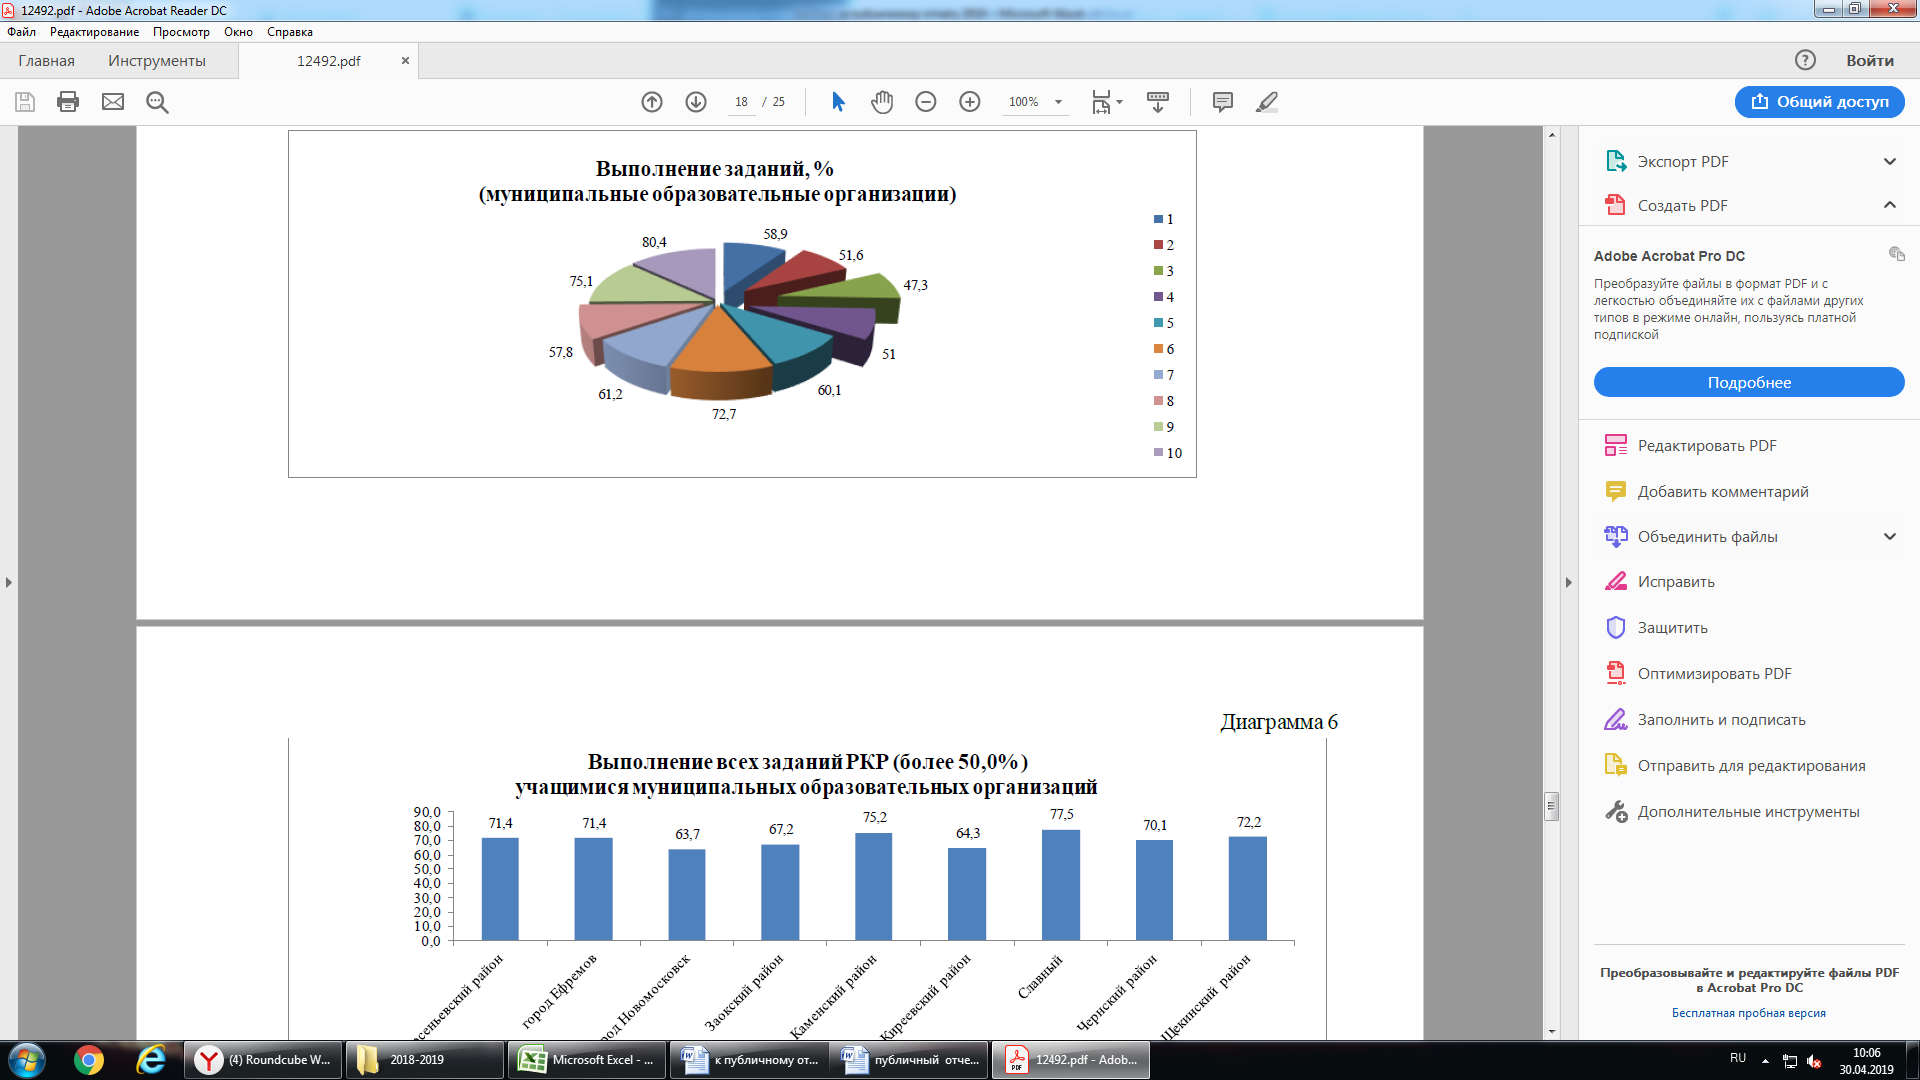 12492.pdf - Adobe Acrobat Reader DC
Файл Редактирование Просмотр Окно Справка
Главная Инструменты 12492.pdf × Войти
18 / 25 100% Общий доступ
Выполнение заданий, %
(муниципальные образовательные организации)
58,9
51,6
47,3
51
60,1
72,7
61,2
57,8
75,1
80,4
1
2
3
4
5
6
7
8
9
10
Диаграмма 6
Выполнение всех заданий РКР (более 50,0%)
учащимися муниципальных образовательных организаций
90,0
80,0
70,0
60,0
50,0
40,0
30,0
20,0
10,0
0,0
71,4 71,4 63,7 67,2 75,2 64,3 77,5 70,1 72,2
сеньевский район
город Ефремов
род Новомосковск
Заокский район
Каменский район
Киреевский район
Славный
Чернский район
Щекинский район
Экспорт PDF
Создать PDF
Adobe Acrobat Pro DC
Преобразуйте файлы в формат PDF и с
легкостью объединяйте их с файлами других
типов в режиме онлайн, пользуясь платной
подпиской
Подробнее
Редактировать PDF
Добавить комментарий
Объединить файлы
Исправить
Защитить
Оптимизировать PDF
Заполнить и подписать
Отправить для редактирования
Дополнительные инструменты
Преобразовывайте и редактируйте файлы PDF
в Acrobat Pro DC
Бесплатная пробная версия
(4) Roundcube W...
2018-2019
Microsoft Excel - ...
к публичному от...
публичный отче...
12492.pdf - Adob...
RU
10:06
30.04.2019